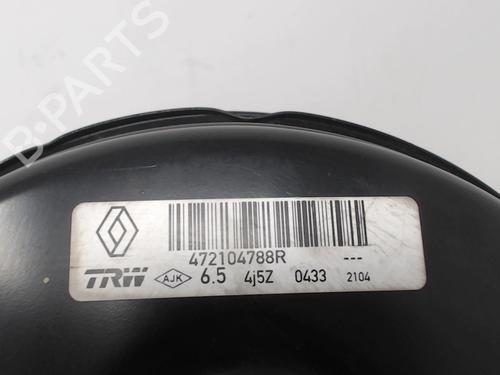 B-PARTS
472104788R ---
TRW AJK 6.5 4j5Z 0433 2104